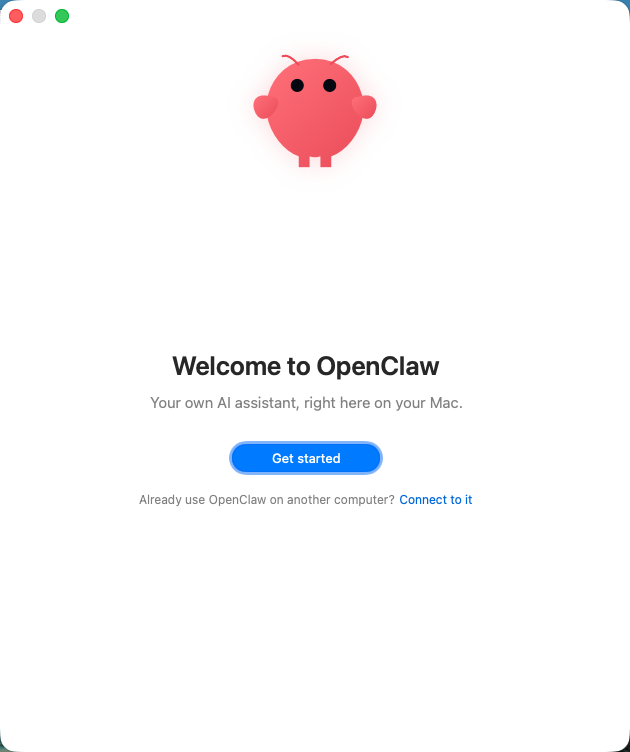 Welcome to OpenClaw
Your own AI assistant, right here on your Mac.
Get started
Already use OpenClaw on another computer? Connect to it